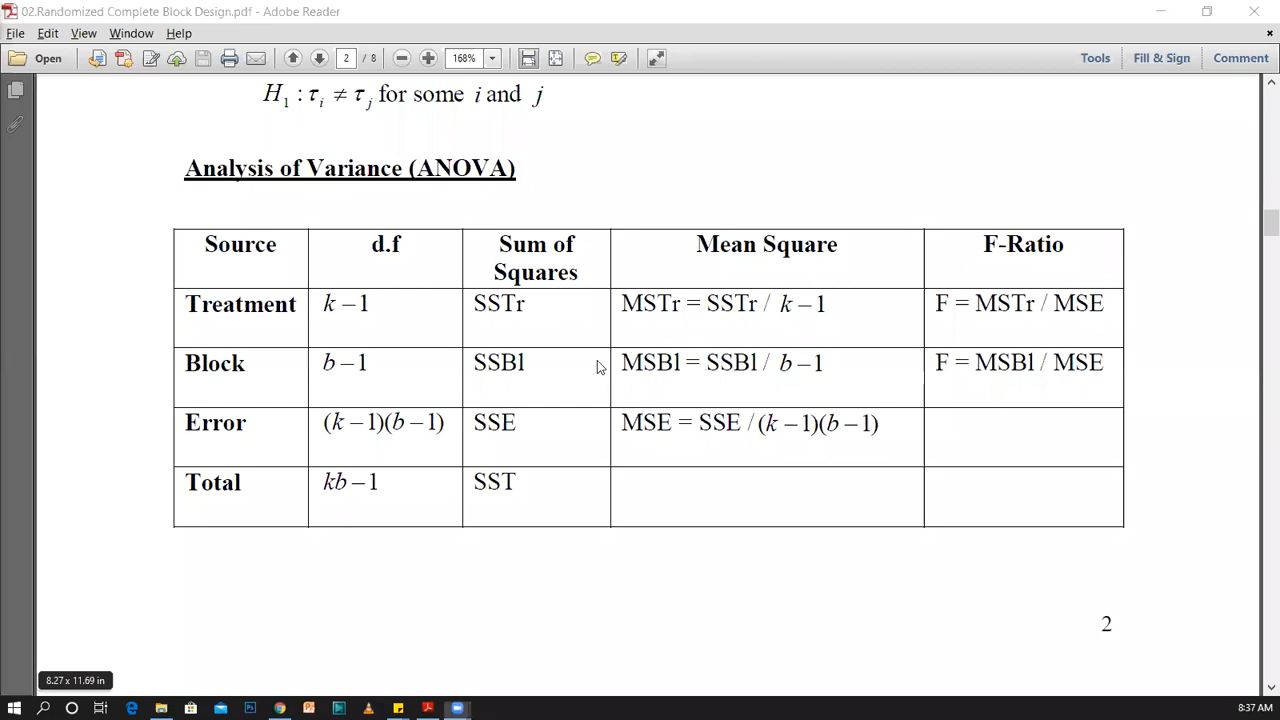 02.Randomized Complete Block Design.pdf - Adobe Reader
File Edit View Window Help
Open 2 / 8 168% Tools Fill & Sign Comment
H₁ : τᵢ ≠ τⱼ for some i and j
Analysis of Variance (ANOVA)
Source d.f Sum of Squares Mean Square F-Ratio
Treatment k − 1 SSTr MSTr = SSTr / k − 1 F = MSTr / MSE
Block b − 1 SSBl MSBl = SSBl / b − 1 F = MSBl / MSE
Error (k − 1)(b − 1) SSE MSE = SSE / (k − 1)(b − 1)
Total kb − 1 SST
2
8.27 x 11.69 in
8:37 AM